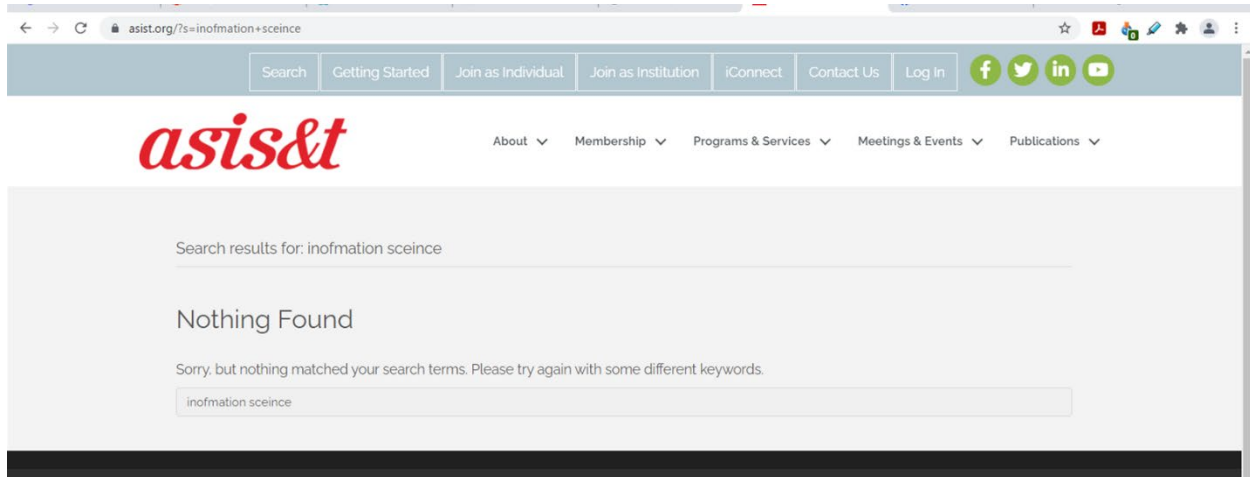 asist.org/?s=inofmation+sceince
Search Getting Started Join as Individual Join as Institution iConnect Contact Us Log In f in
asis&t
About Membership Programs & Services Meetings & Events Publications
Search results for: inofmation sceince
Nothing Found
Sorry, but nothing matched your search terms. Please try again with some different keywords.
inofmation sceince